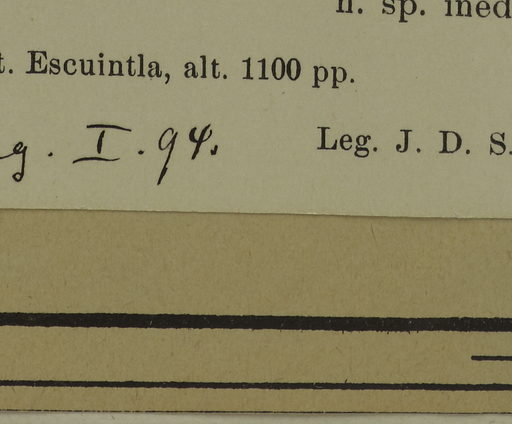 n. sp. ined
t. Escuintla, alt. 1100 pp.
g. I. 94. Leg. J. D. S.